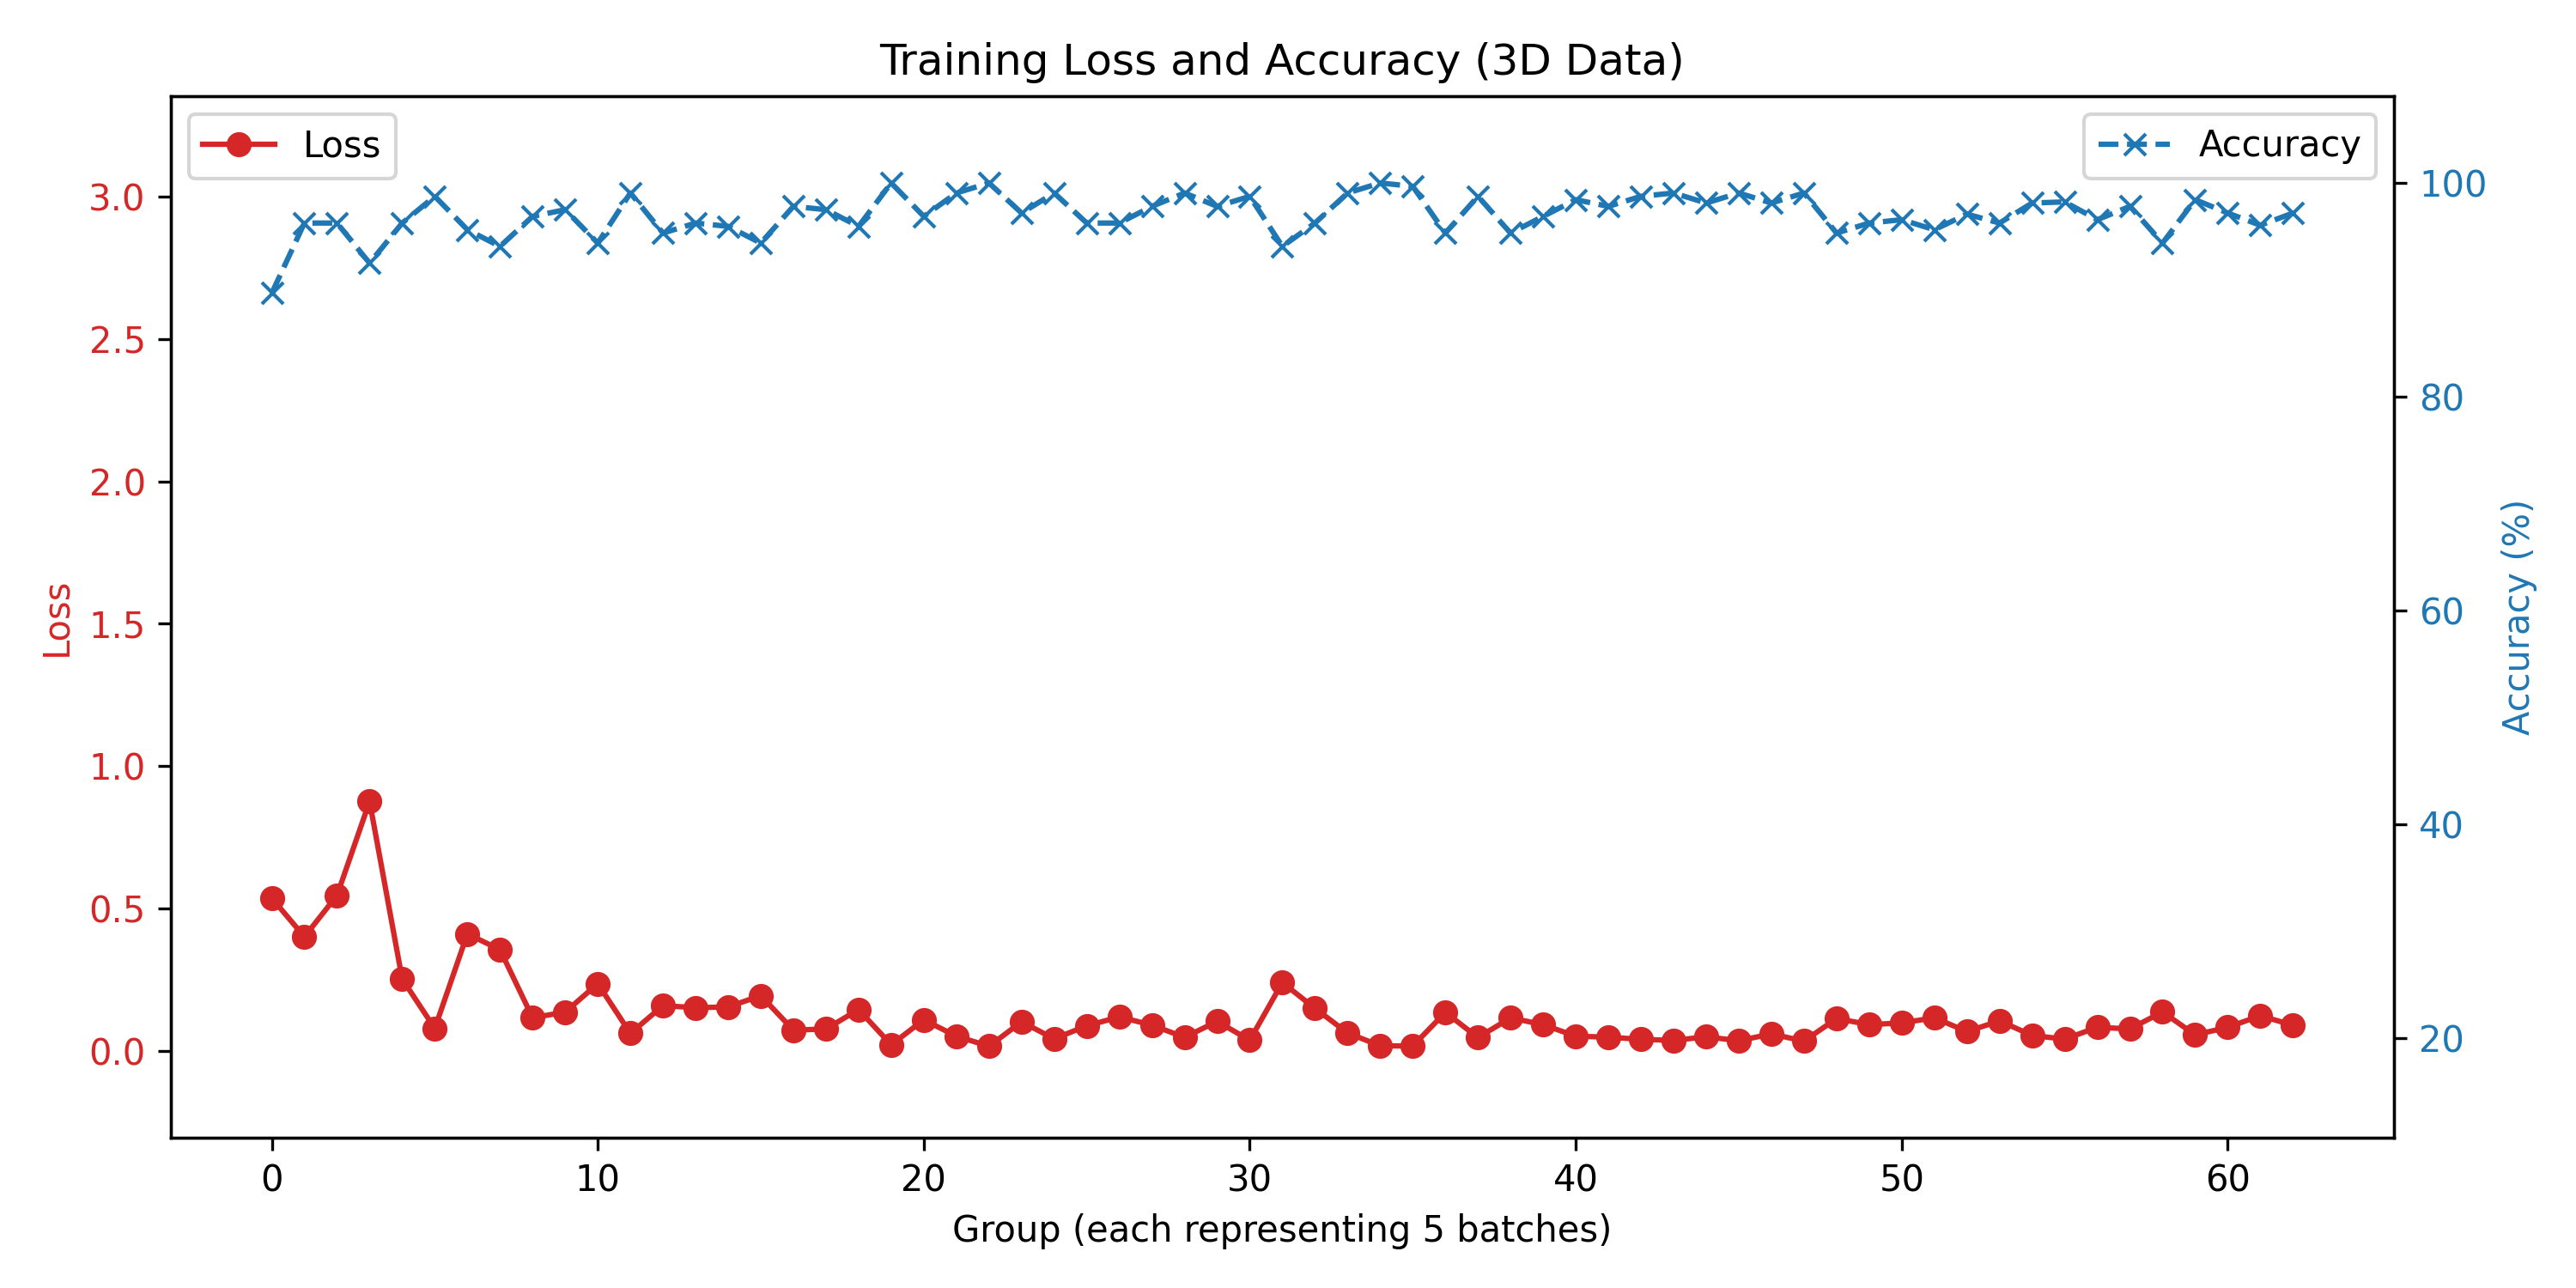 Training Loss and Accuracy (3D Data)
Loss
Accuracy
3.0
2.5
2.0
1.5
1.0
0.5
0.0
Loss
100
80
60
40
20
Accuracy (%)
0 10 20 30 40 50 60
Group (each representing 5 batches)